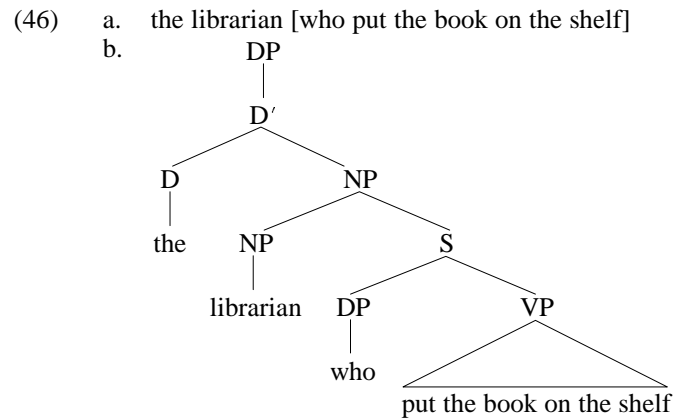 (46) a. the librarian [who put the book on the shelf]
b. DP
D′
D NP
the NP S
librarian DP VP
who
put the book on the shelf